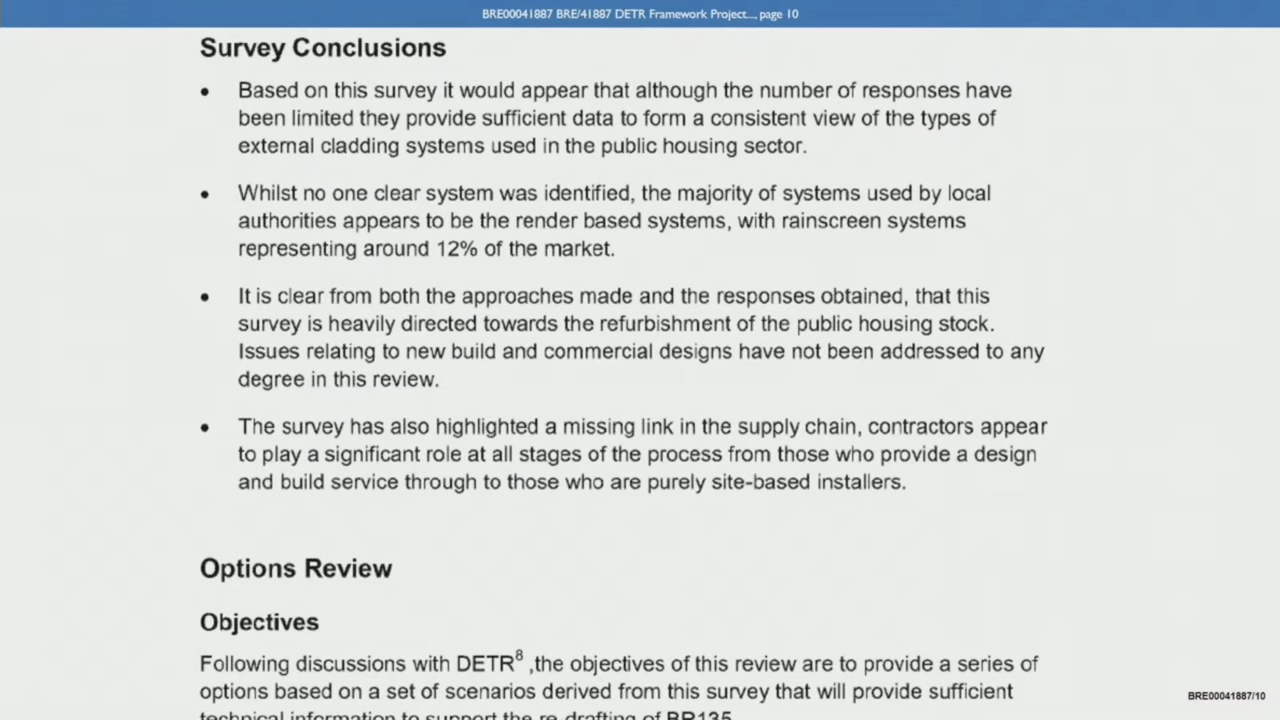 BRE00041887 BRE/41887 DETR Framework Project..., page 10
Survey Conclusions
• Based on this survey it would appear that although the number of responses have
been limited they provide sufficient data to form a consistent view of the types of
external cladding systems used in the public housing sector.
• Whilst no one clear system was identified, the majority of systems used by local
authorities appears to be the render based systems, with rainscreen systems
representing around 12% of the market.
• It is clear from both the approaches made and the responses obtained, that this
survey is heavily directed towards the refurbishment of the public housing stock.
Issues relating to new build and commercial designs have not been addressed to any
degree in this review.
• The survey has also highlighted a missing link in the supply chain, contractors appear
to play a significant role at all stages of the process from those who provide a design
and build service through to those who are purely site-based installers.
Options Review
Objectives
Following discussions with DETR8 ,the objectives of this review are to provide a series of
options based on a set of scenarios derived from this survey that will provide sufficient
technical information to support the re-drafting of BR135.
BRE00041887/10